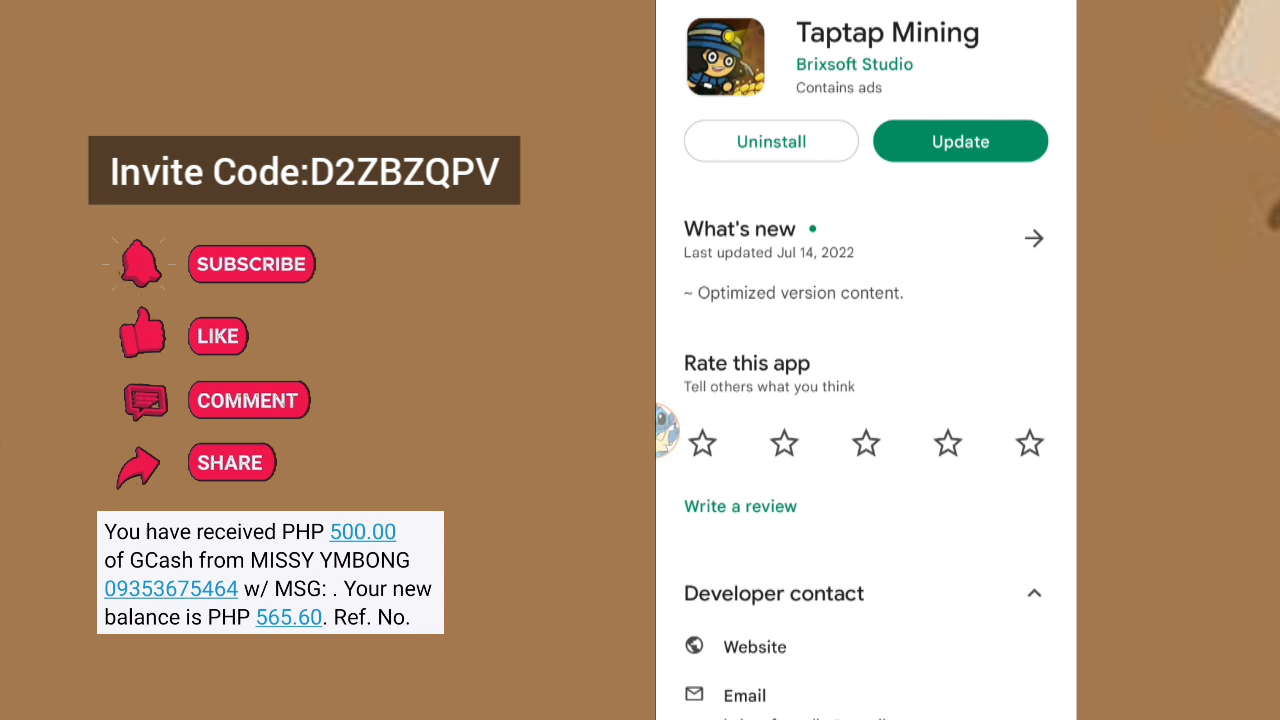 Invite Code:D2ZBZQPV
SUBSCRIBE
LIKE
COMMENT
SHARE
You have received PHP 500.00
of GCash from MISSY YMBONG
09353675464 w/ MSG: . Your new
balance is PHP 565.60. Ref. No.
Taptap Mining
Brixsoft Studio
Contains ads
Uninstall
Update
What's new
Last updated Jul 14, 2022
~ Optimized version content.
Rate this app
Tell others what you think
Write a review
Developer contact
Website
Email